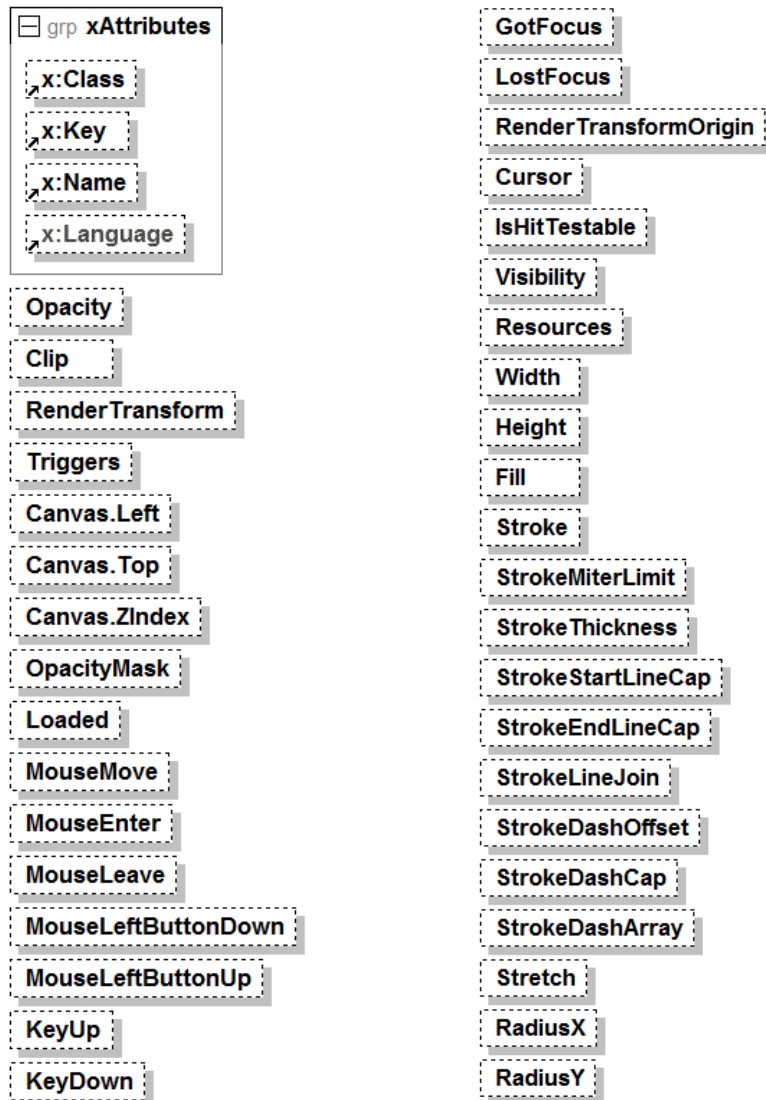 grp xAttributes
x:Class
x:Key
x:Name
x:Language
Opacity
Clip
RenderTransform
Triggers
Canvas.Left
Canvas.Top
Canvas.ZIndex
OpacityMask
Loaded
MouseMove
MouseEnter
MouseLeave
MouseLeftButtonDown
MouseLeftButtonUp
KeyUp
KeyDown
GotFocus
LostFocus
RenderTransformOrigin
Cursor
IsHitTestable
Visibility
Resources
Width
Height
Fill
Stroke
StrokeMiterLimit
StrokeThickness
StrokeStartLineCap
StrokeEndLineCap
StrokeLineJoin
StrokeDashOffset
StrokeDashCap
StrokeDashArray
Stretch
RadiusX
RadiusY